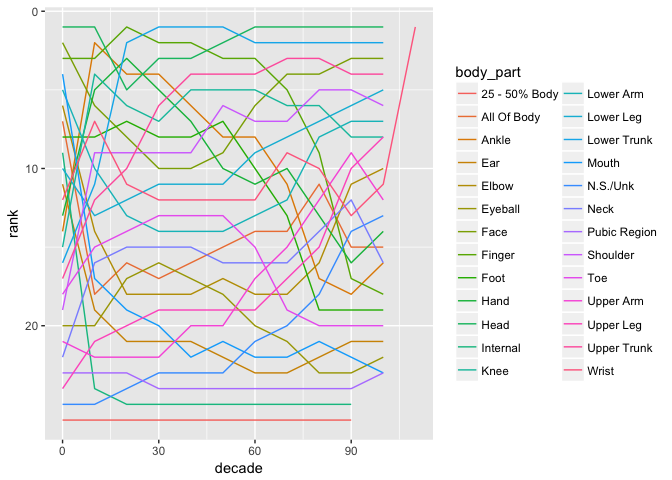 0
10
20
rank
0
30
60
90
decade
body_part
25 - 50% Body
All Of Body
Ankle
Ear
Elbow
Eyeball
Face
Finger
Foot
Hand
Head
Internal
Knee
Lower Arm
Lower Leg
Lower Trunk
Mouth
N.S./Unk
Neck
Pubic Region
Shoulder
Toe
Upper Arm
Upper Leg
Upper Trunk
Wrist